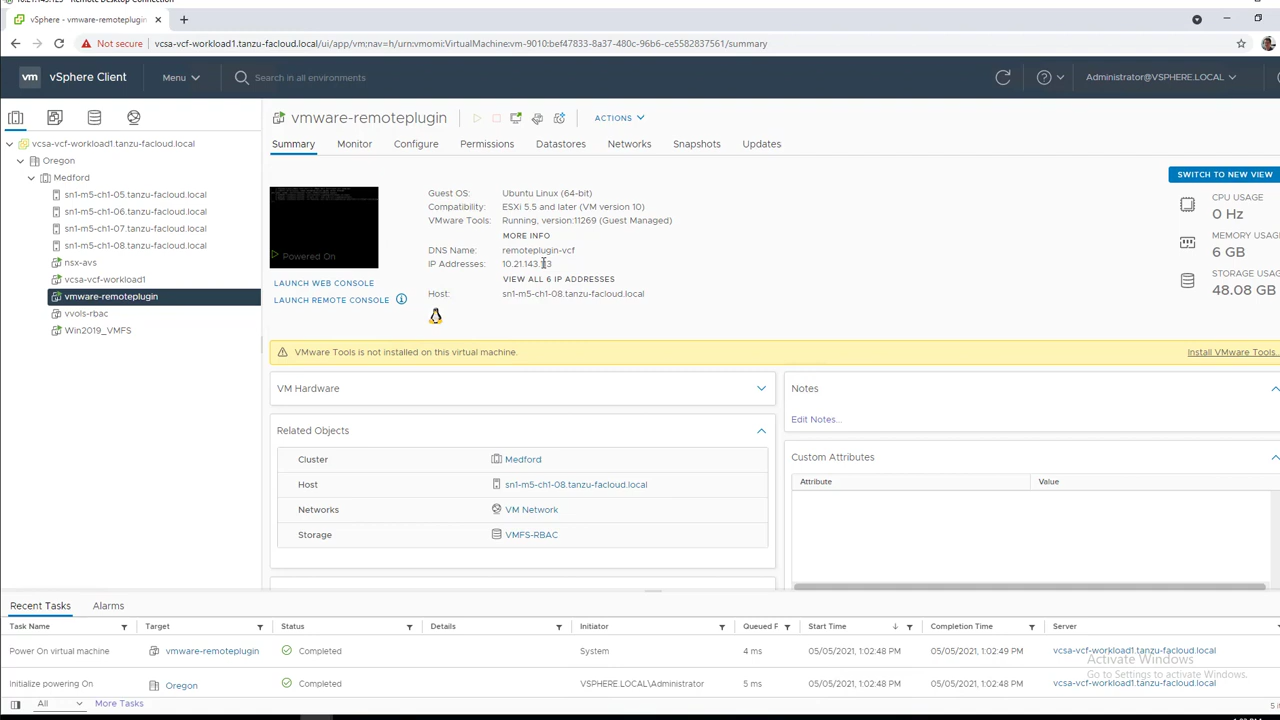 vSphere - vmware-remoteplugin
Not secure
vcsa-vcf-workload1.tanzu-facloud.local/ui/app/vm;nav=h/urn:vmomi:VirtualMachine:vm-9010:bef47833-8a37-480c-96b6-ce5582837561/summary
vm vSphere Client
Menu
Search in all environments
Administrator@VSPHERE.LOCAL
vcsa-vcf-workload1.tanzu-facloud.local
Oregon
Medford
sn1-m5-ch1-05.tanzu-facloud.local
sn1-m5-ch1-06.tanzu-facloud.local
sn1-m5-ch1-07.tanzu-facloud.local
sn1-m5-ch1-08.tanzu-facloud.local
nsx-avs
vcsa-vcf-workload1
vmware-remoteplugin
vvols-rbac
Win2019_VMFS
vmware-remoteplugin
ACTIONS
Summary Monitor Configure Permissions Datastores Networks Snapshots Updates
SWITCH TO NEW VIEW
Powered On
LAUNCH WEB CONSOLE
LAUNCH REMOTE CONSOLE
Guest OS: Ubuntu Linux (64-bit)
Compatibility: ESXi 5.5 and later (VM version 10)
VMware Tools: Running, version:11269 (Guest Managed)
MORE INFO
DNS Name: remoteplugin-vcf
IP Addresses:
VIEW ALL 6 IP ADDRESSES
Host: sn1-m5-ch1-08.tanzu-facloud.local
CPU USAGE
0 Hz
MEMORY USAGE
6 GB
STORAGE USAGE
48.08 GB
VMware Tools is not installed on this virtual machine.
Install VMware Tools..
VM Hardware
Related Objects
Cluster Medford
Host sn1-m5-ch1-08.tanzu-facloud.local
Networks VM Network
Storage VMFS-RBAC
Notes
Edit Notes...
Custom Attributes
Attribute Value
Recent Tasks Alarms
Task Name Target Status Details Initiator Queued F Start Time Completion Time Server
Power On virtual machine vmware-remoteplugin Completed System 4 ms 05/05/2021, 1:02:48 PM 05/05/2021, 1:02:49 PM vcsa-vcf-workload1.tanzu-facloud.local
Initialize powering On Oregon Completed VSPHERE.LOCAL\Administrator 5 ms 05/05/2021, 1:02:48 PM 05/05/2021, 1:02:48 PM vcsa-vcf-workload1.tanzu-facloud.local
Activate Windows
Go to Settings to activate Windows.
All
More Tasks